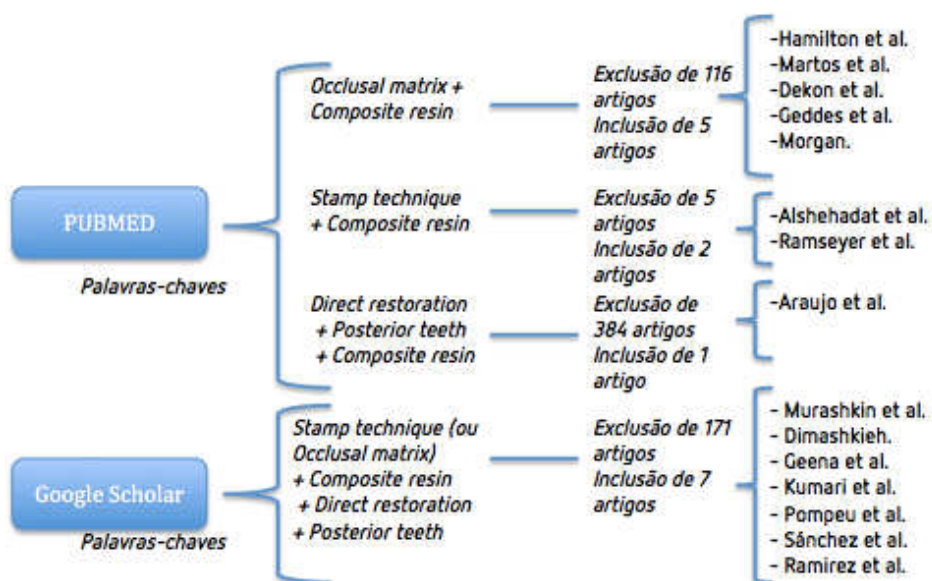 PUBMED
Palavras-chaves
Occlusal matrix +
Composite resin
Exclusão de 116
artigos
Inclusão de 5
artigos
-Hamilton et al.
-Martos et al.
-Dekon et al.
-Geddes et al.
-Morgan.
Stamp technique
+ Composite resin
Exclusão de 5
artigos
Inclusão de 2
artigos
-Alshehadat et al.
-Ramseyer et al.
Direct restoration
+ Posterior teeth
+ Composite resin
Exclusão de
384 artigos
Inclusão de 1
artigo
-Araujo et al.
Google Scholar
Palavras-chaves
Stamp technique (ou
Occlusal matrix)
+ Composite resin
+ Direct restoration
+ Posterior teeth
Exclusão de 171
artigos
Inclusão de 7
artigos
- Murashkin et al.
- Dimashkieh.
- Geena et al.
- Kumari et al.
- Pompeu et al.
- Sánchez et al.
- Ramirez et al.